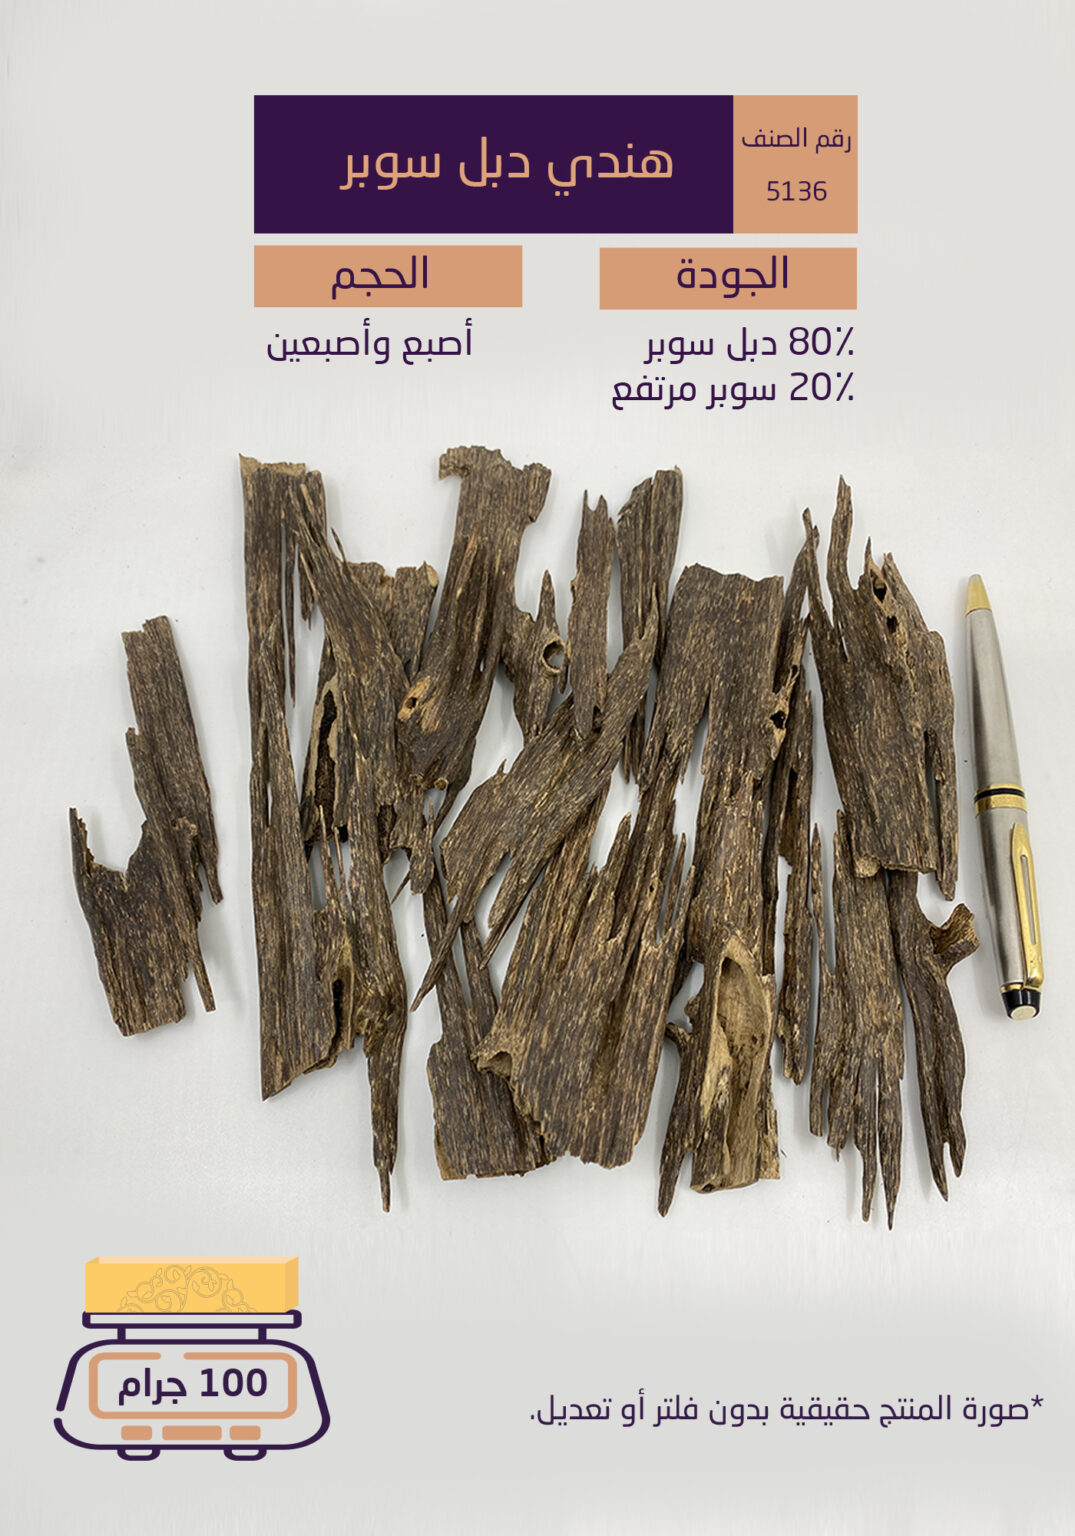 رقم الصنف
5136
هندي دبل سوبر
الجودة
80٪ دبل سوبر
20٪ سوبر مرتفع
الحجم
أصبع وأصبعين
100 جرام
*صورة المنتج حقيقية بدون فلتر أو تعديل.